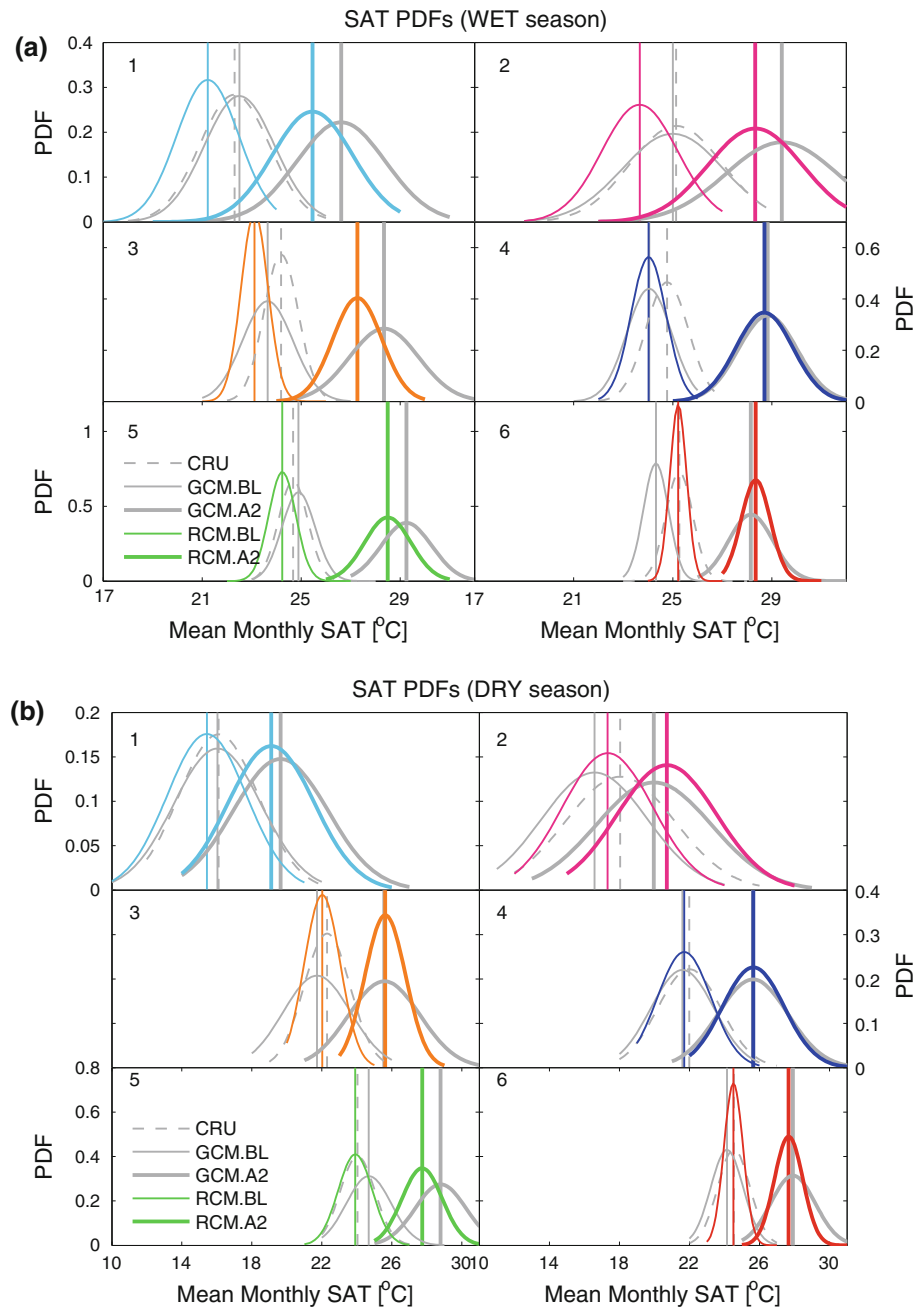 SAT PDFs (WET season)
(a)
PDF
0.4
0.3
0.2
0.1
0
1
2
3
4
0.6
0.4
0.2
0
PDF
PDF
1
0.5
0
5
CRU
GCM.BL
GCM.A2
RCM.BL
RCM.A2
6
17 21 25 29 17 21 25 29
Mean Monthly SAT [°C] Mean Monthly SAT [°C]
SAT PDFs (DRY season)
(b)
PDF
0.2
0.15
0.1
0.05
0
1
2
3
4
0.4
0.3
0.2
0.1
0
PDF
PDF
0.8
0.6
0.4
0.2
0
5
CRU
GCM.BL
GCM.A2
RCM.BL
RCM.A2
6
10 14 18 22 26 30 10 14 18 22 26 30
Mean Monthly SAT [°C] Mean Monthly SAT [°C]